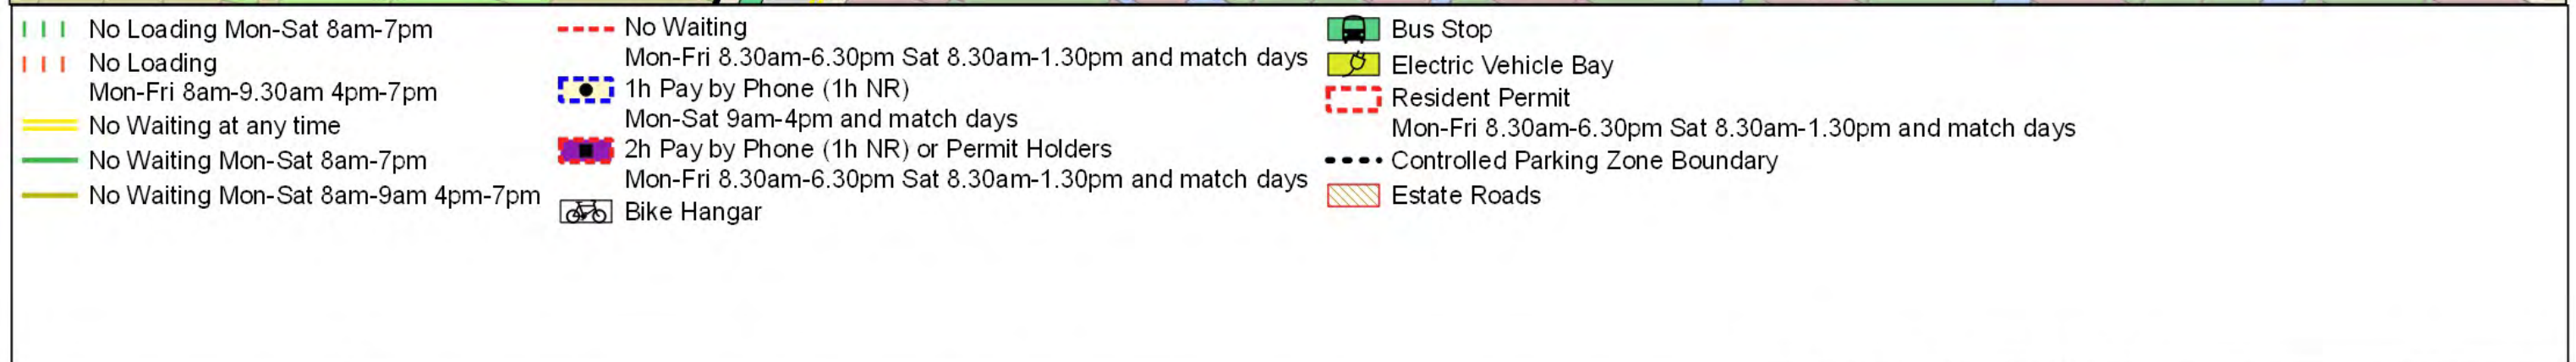 No Loading Mon-Sat 8am-7pm
No Loading
Mon-Fri 8am-9.30am 4pm-7pm
No Waiting at any time
No Waiting Mon-Sat 8am-7pm
No Waiting Mon-Sat 8am-9am 4pm-7pm
No Waiting
Mon-Fri 8.30am-6.30pm Sat 8.30am-1.30pm and match days
1h Pay by Phone (1h NR)
Mon-Sat 9am-4pm and match days
2h Pay by Phone (1h NR) or Permit Holders
Mon-Fri 8.30am-6.30pm Sat 8.30am-1.30pm and match days
Bike Hangar
Bus Stop
Electric Vehicle Bay
Resident Permit
Mon-Fri 8.30am-6.30pm Sat 8.30am-1.30pm and match days
Controlled Parking Zone Boundary
Estate Roads